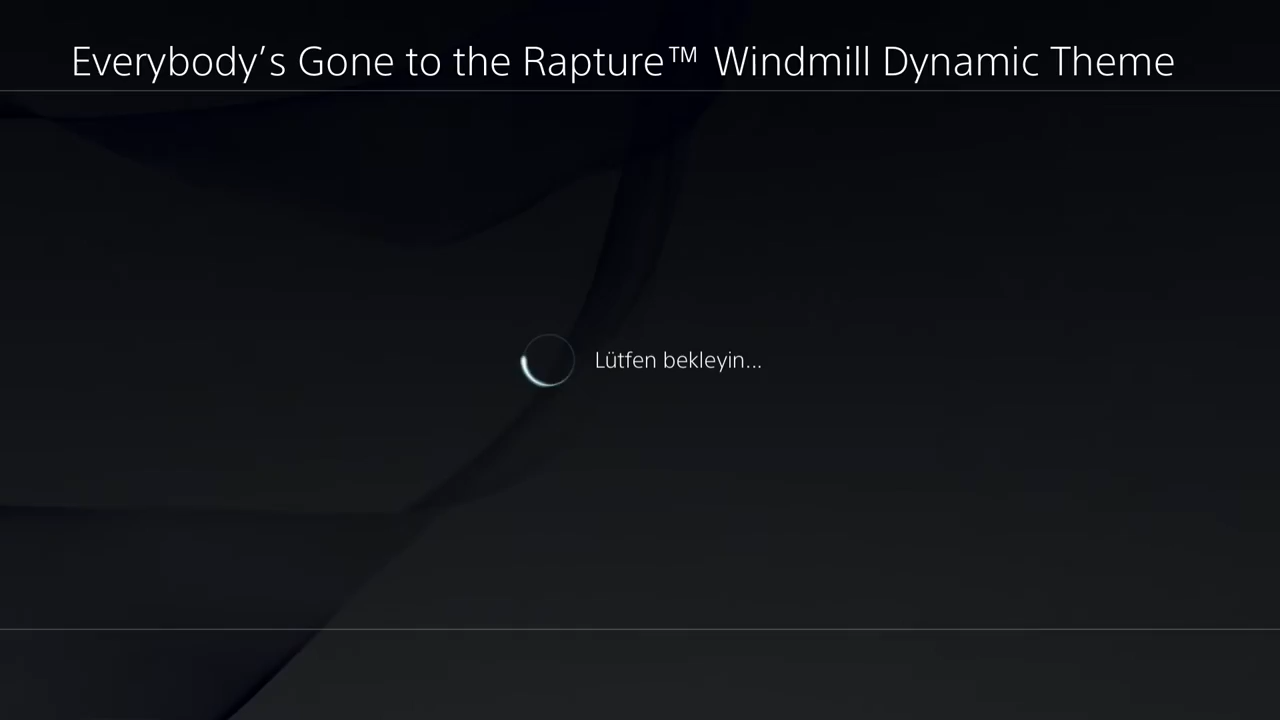 Everybody’s Gone to the Rapture™ Windmill Dynamic Theme
Lütfen bekleyin...